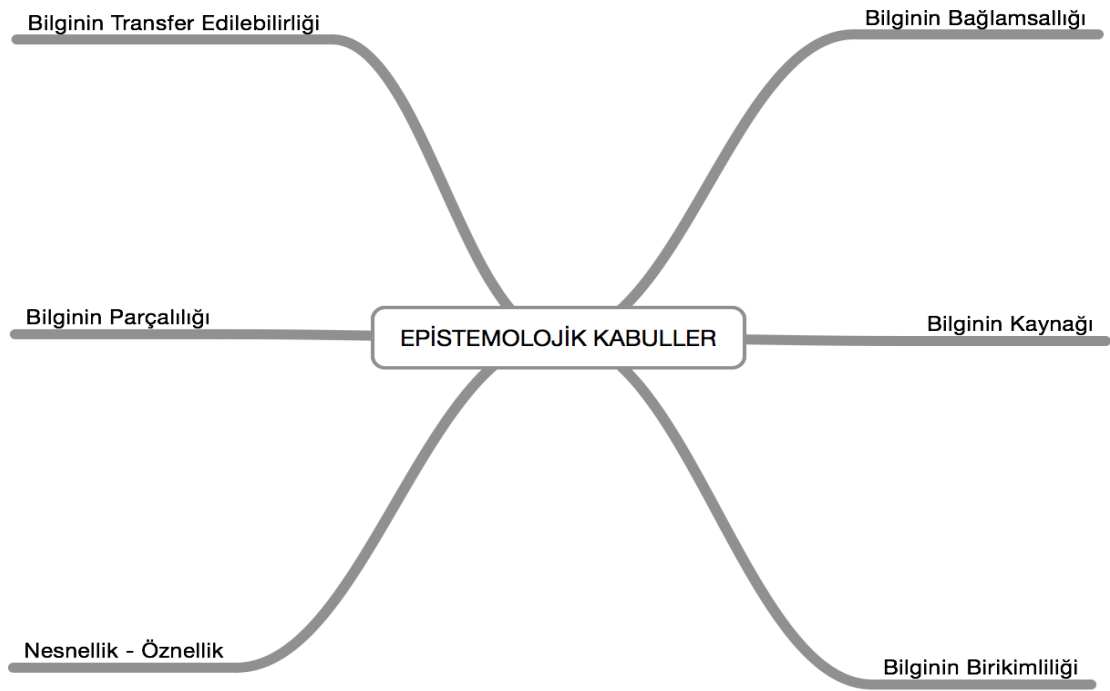 Bilginin Transfer Edilebilirliği
Bilginin Bağlamsallığı
Bilginin Parçalılığı
EPİSTEMOLOJİK KABULLER
Bilginin Kaynağı
Nesnellik - Öznellik
Bilginin Birikimliliği